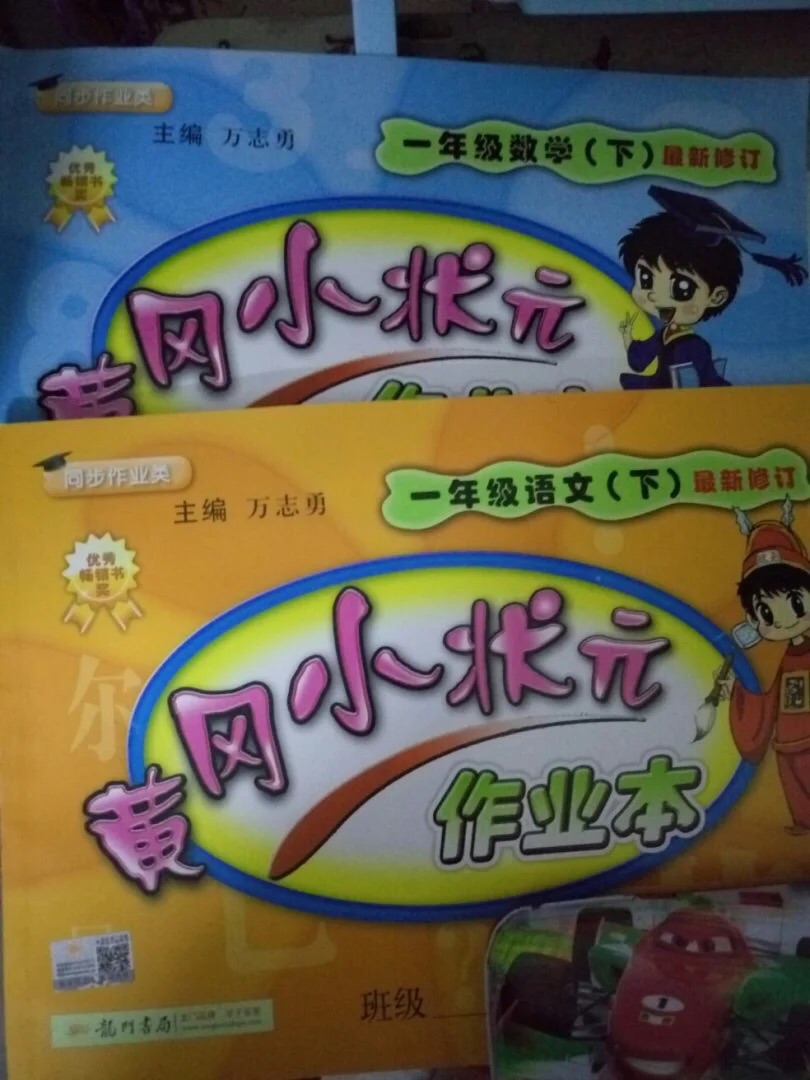 同步作业类
主编 万志勇
一年级数学（下）最新修订
优秀
畅销书
奖
黄冈小状元
同步作业类
主编 万志勇
一年级语文（下）最新修订
优秀
畅销书
奖
尔
黄冈小状元
作业本
龍門書局
班级
1